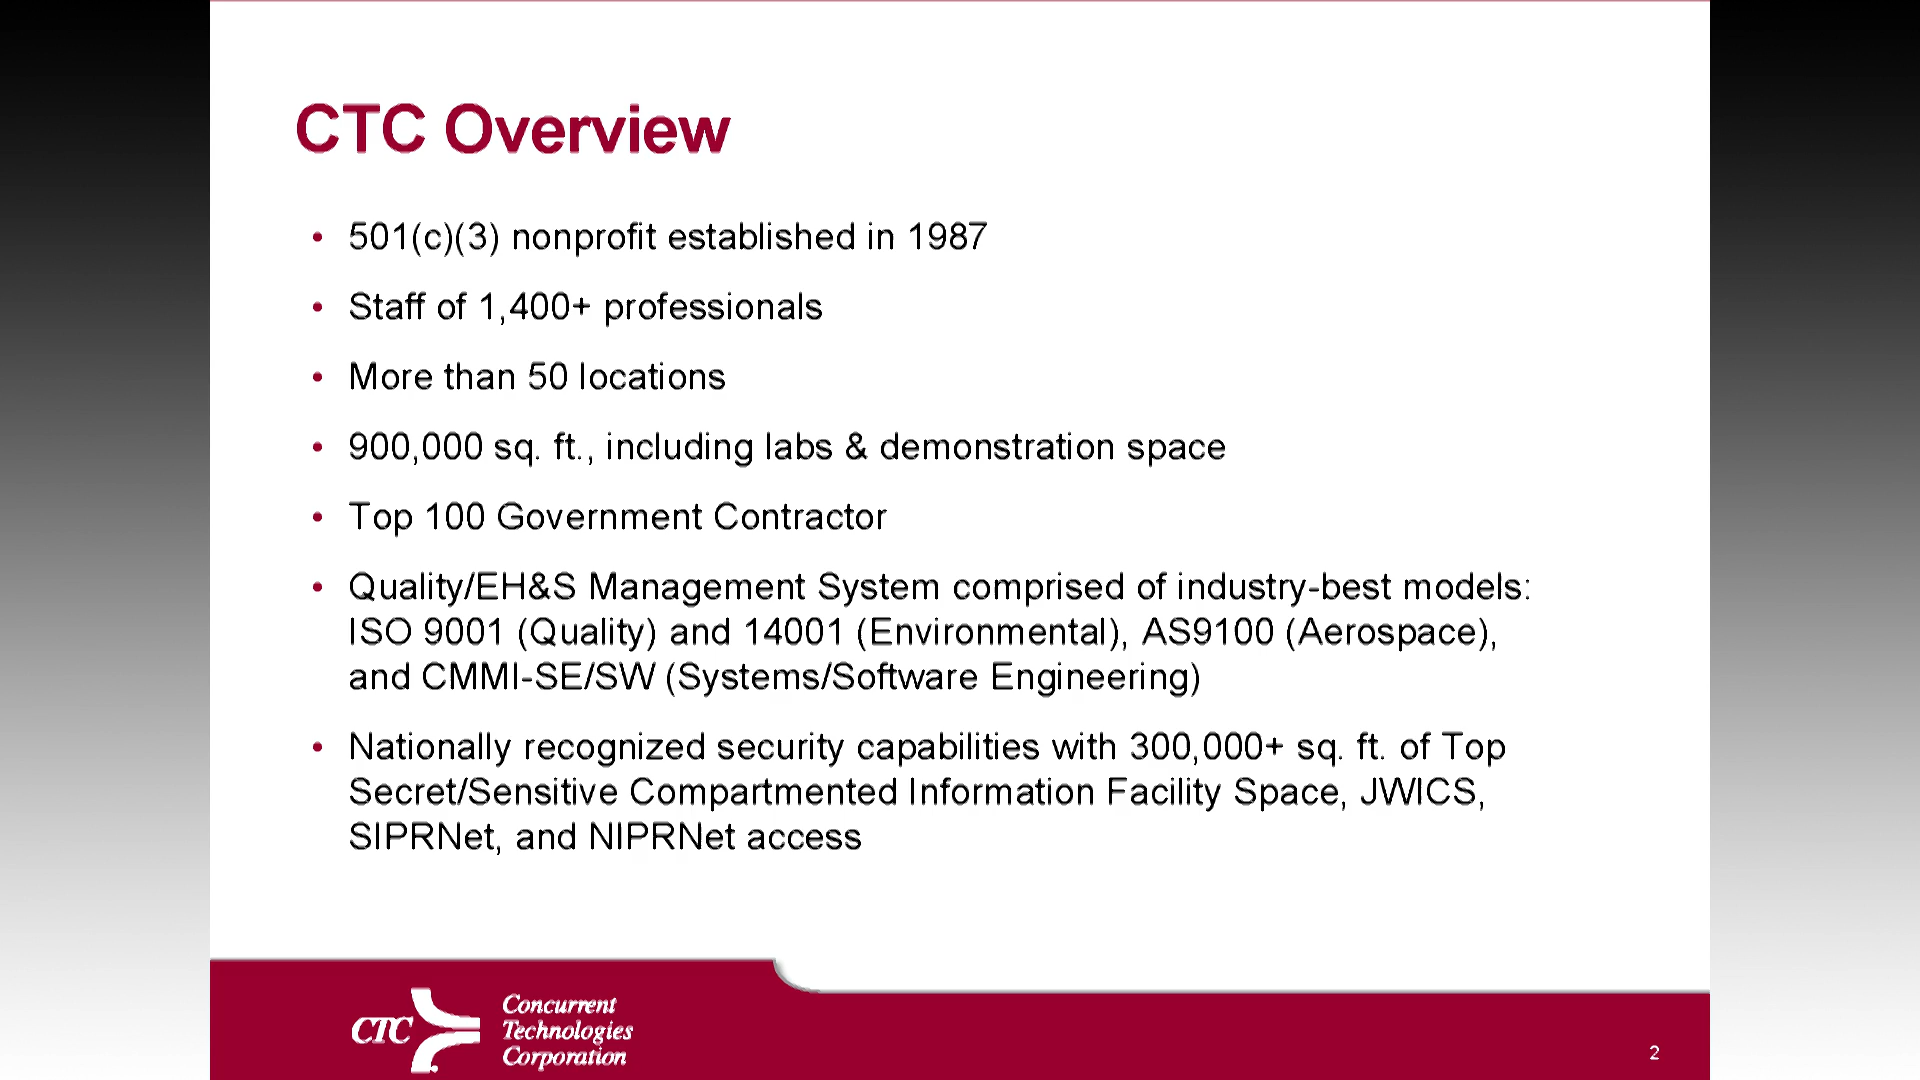 CTC Overview
• 501(c)(3) nonprofit established in 1987
• Staff of 1,400+ professionals
• More than 50 locations
• 900,000 sq. ft., including labs & demonstration space
• Top 100 Government Contractor
• Quality/EH&S Management System comprised of industry-best models:
ISO 9001 (Quality) and 14001 (Environmental), AS9100 (Aerospace),
and CMMI-SE/SW (Systems/Software Engineering)
• Nationally recognized security capabilities with 300,000+ sq. ft. of Top
Secret/Sensitive Compartmented Information Facility Space, JWICS,
SIPRNet, and NIPRNet access
CTC
Concurrent
Technologies
Corporation
2